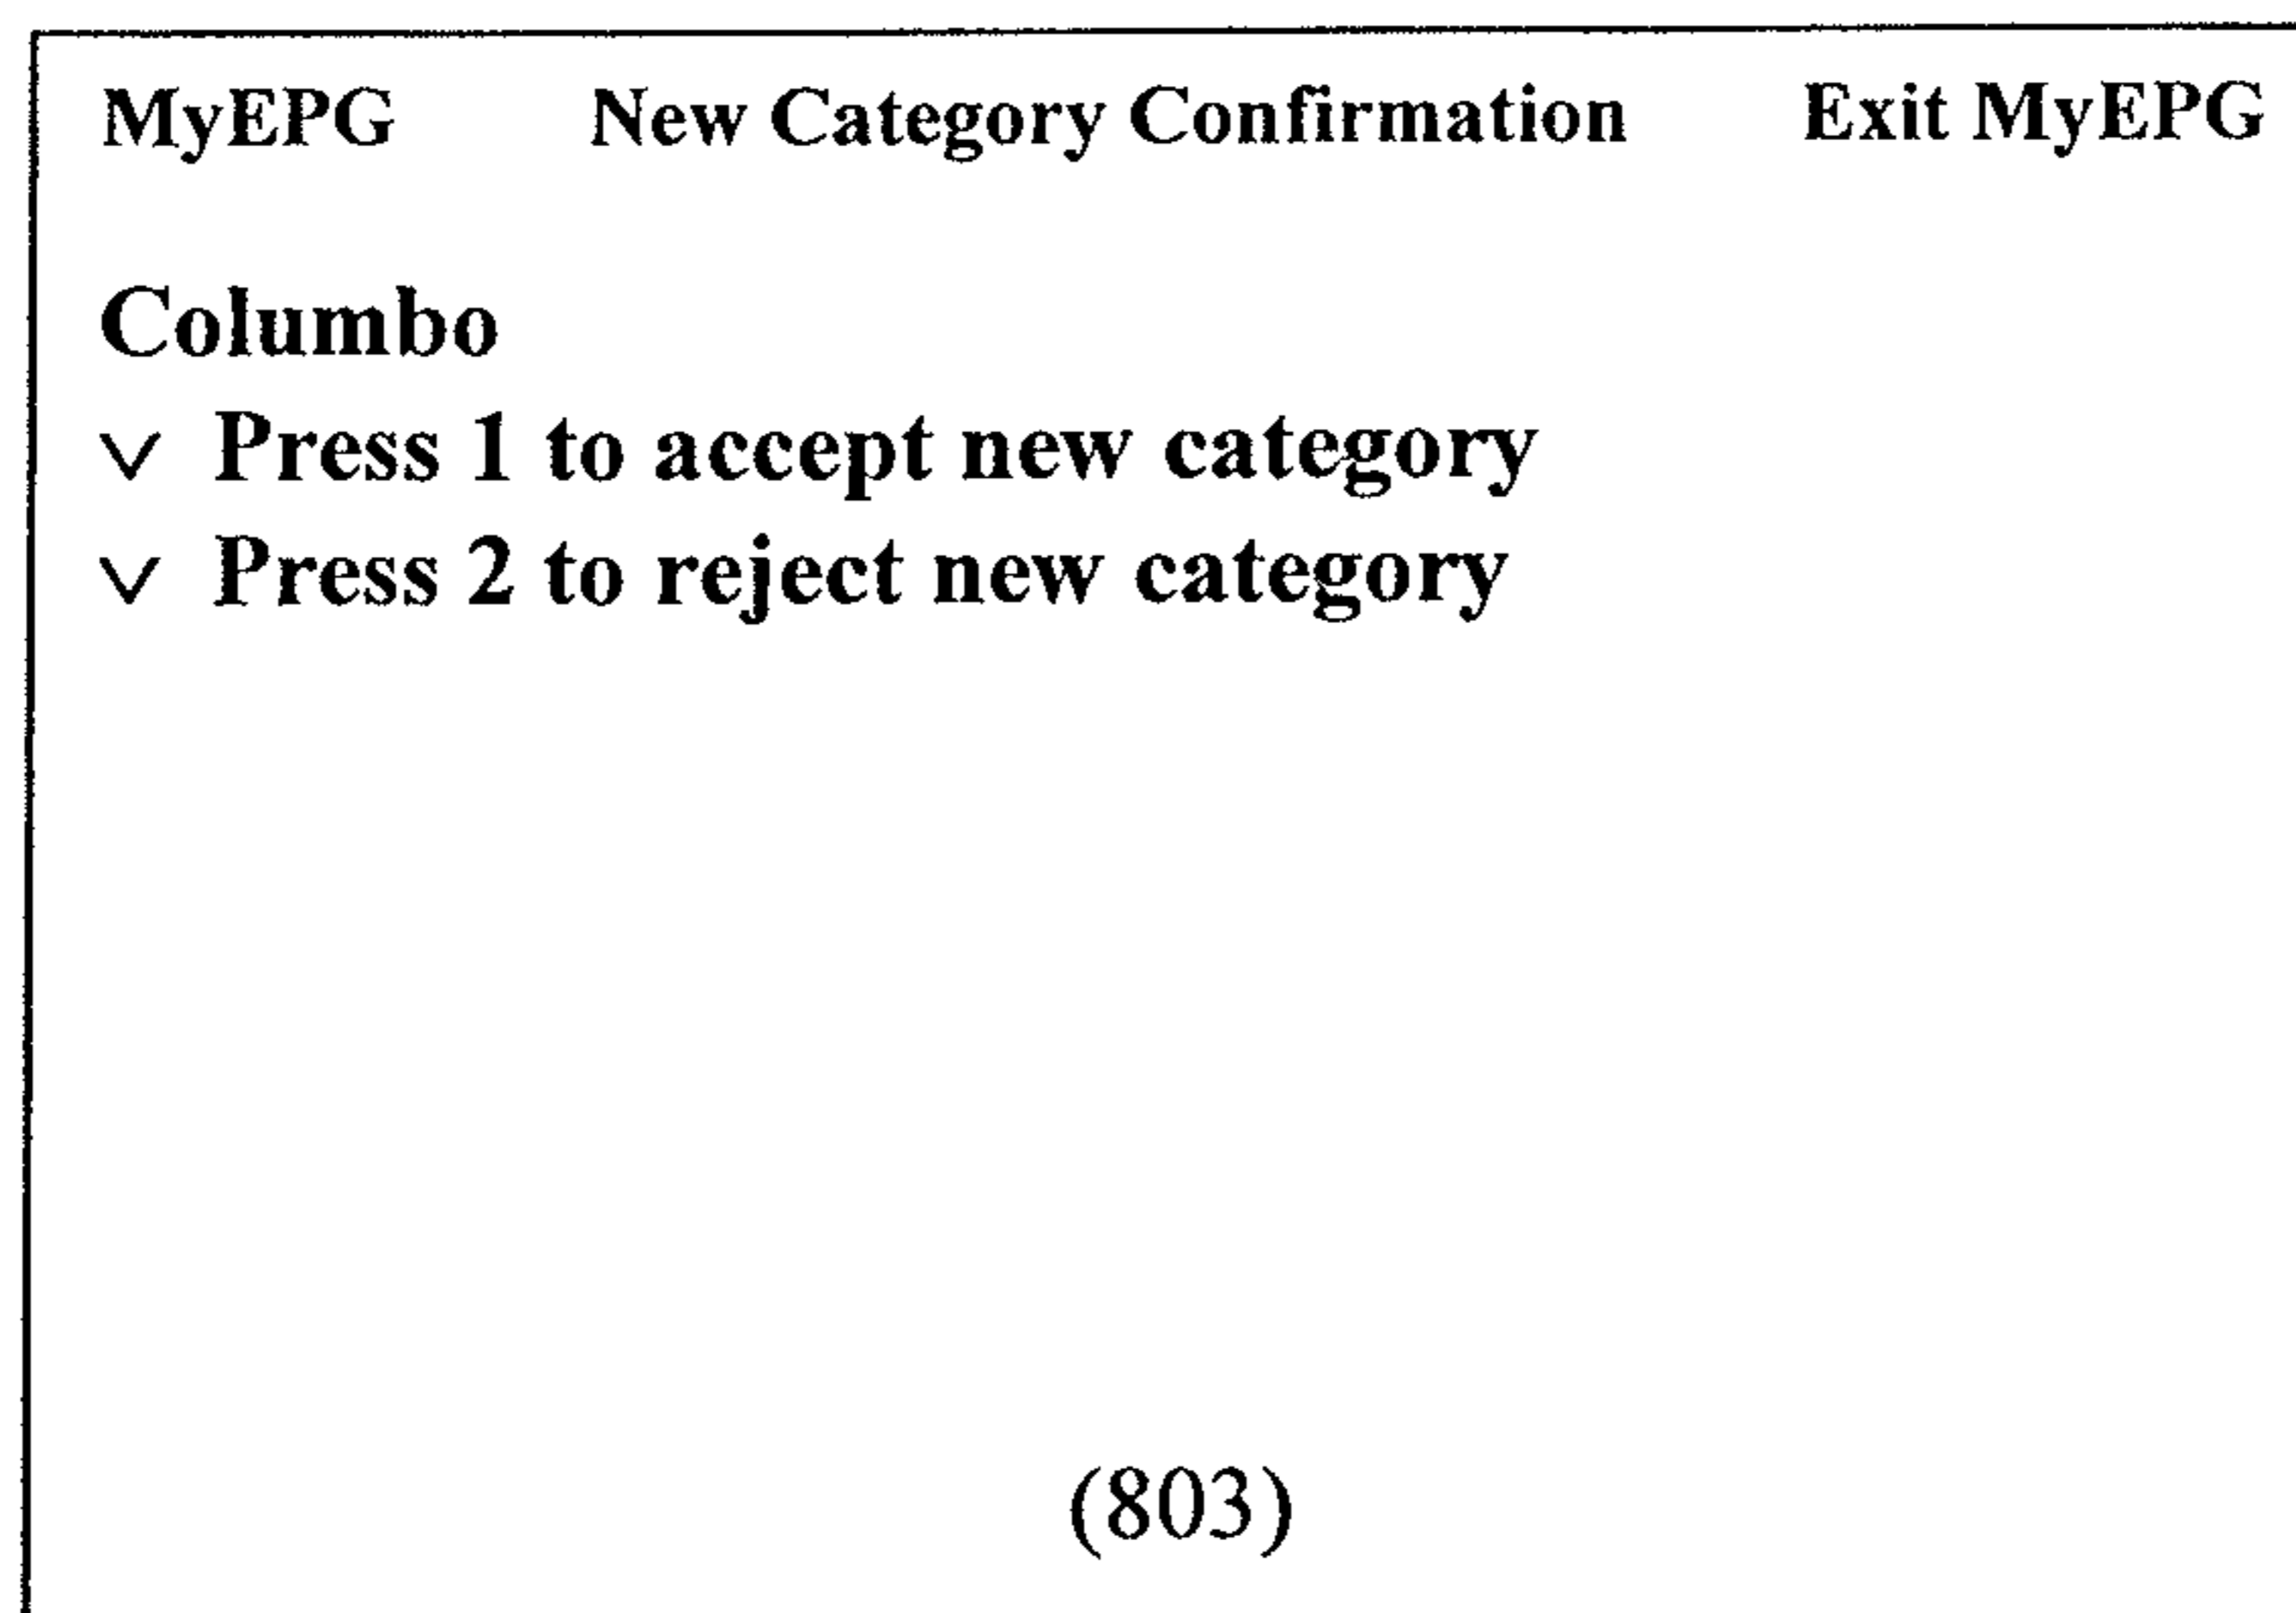 MyEPG New Category Confirmation Exit MyEPG
Columbo
∨ Press 1 to accept new category
∨ Press 2 to reject new category
(803)